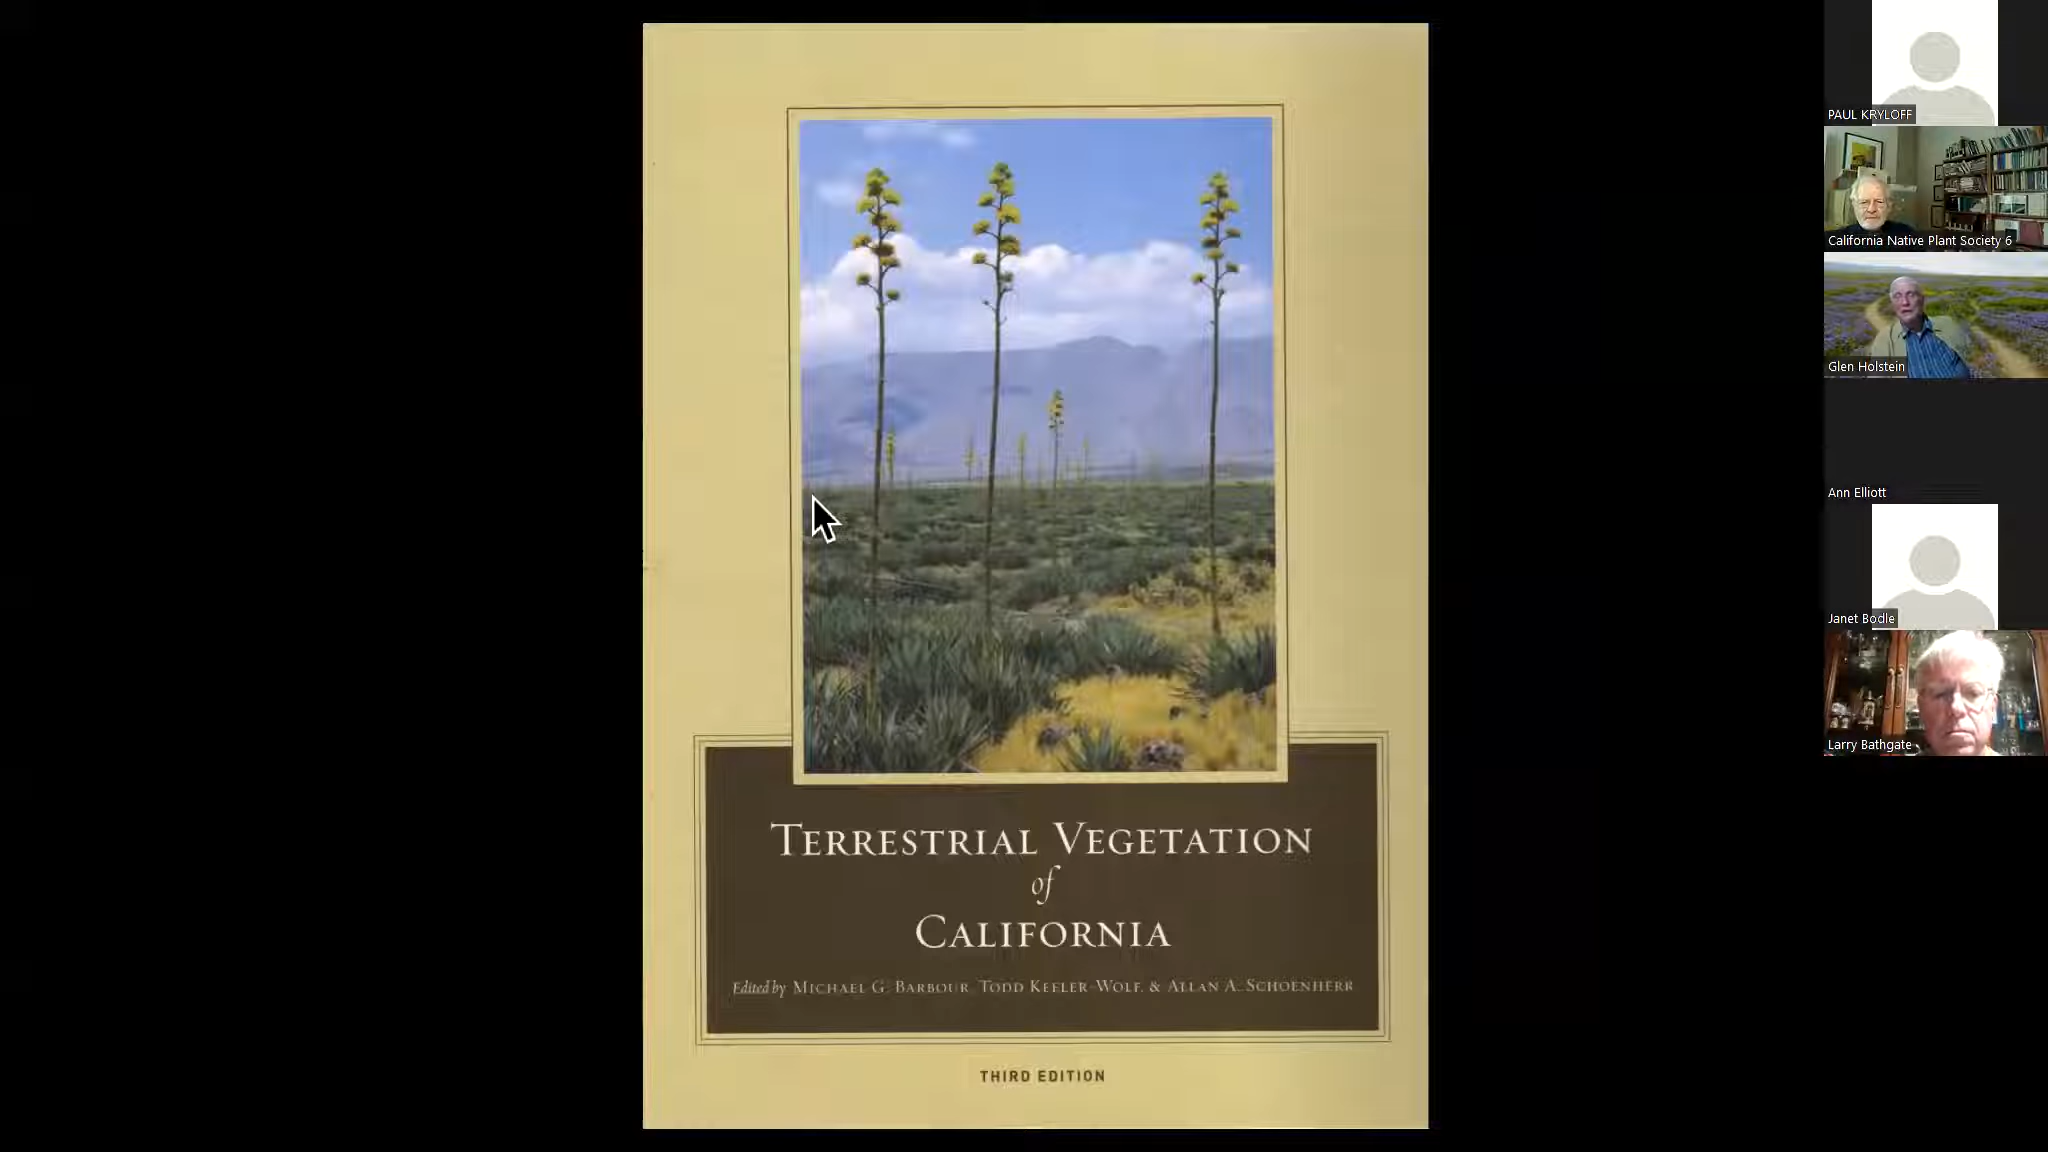 TERRESTRIAL VEGETATION
of
CALIFORNIA
Edited by MICHAEL G. BARBOUR, TODD KEELER-WOLF, & ALLAN A. SCHOENHERR
THIRD EDITION
PAUL KRYLOFF
California Native Plant Society 6
Glen Holstein
Ann Elliott
Janet Bodle
Larry Bathgate